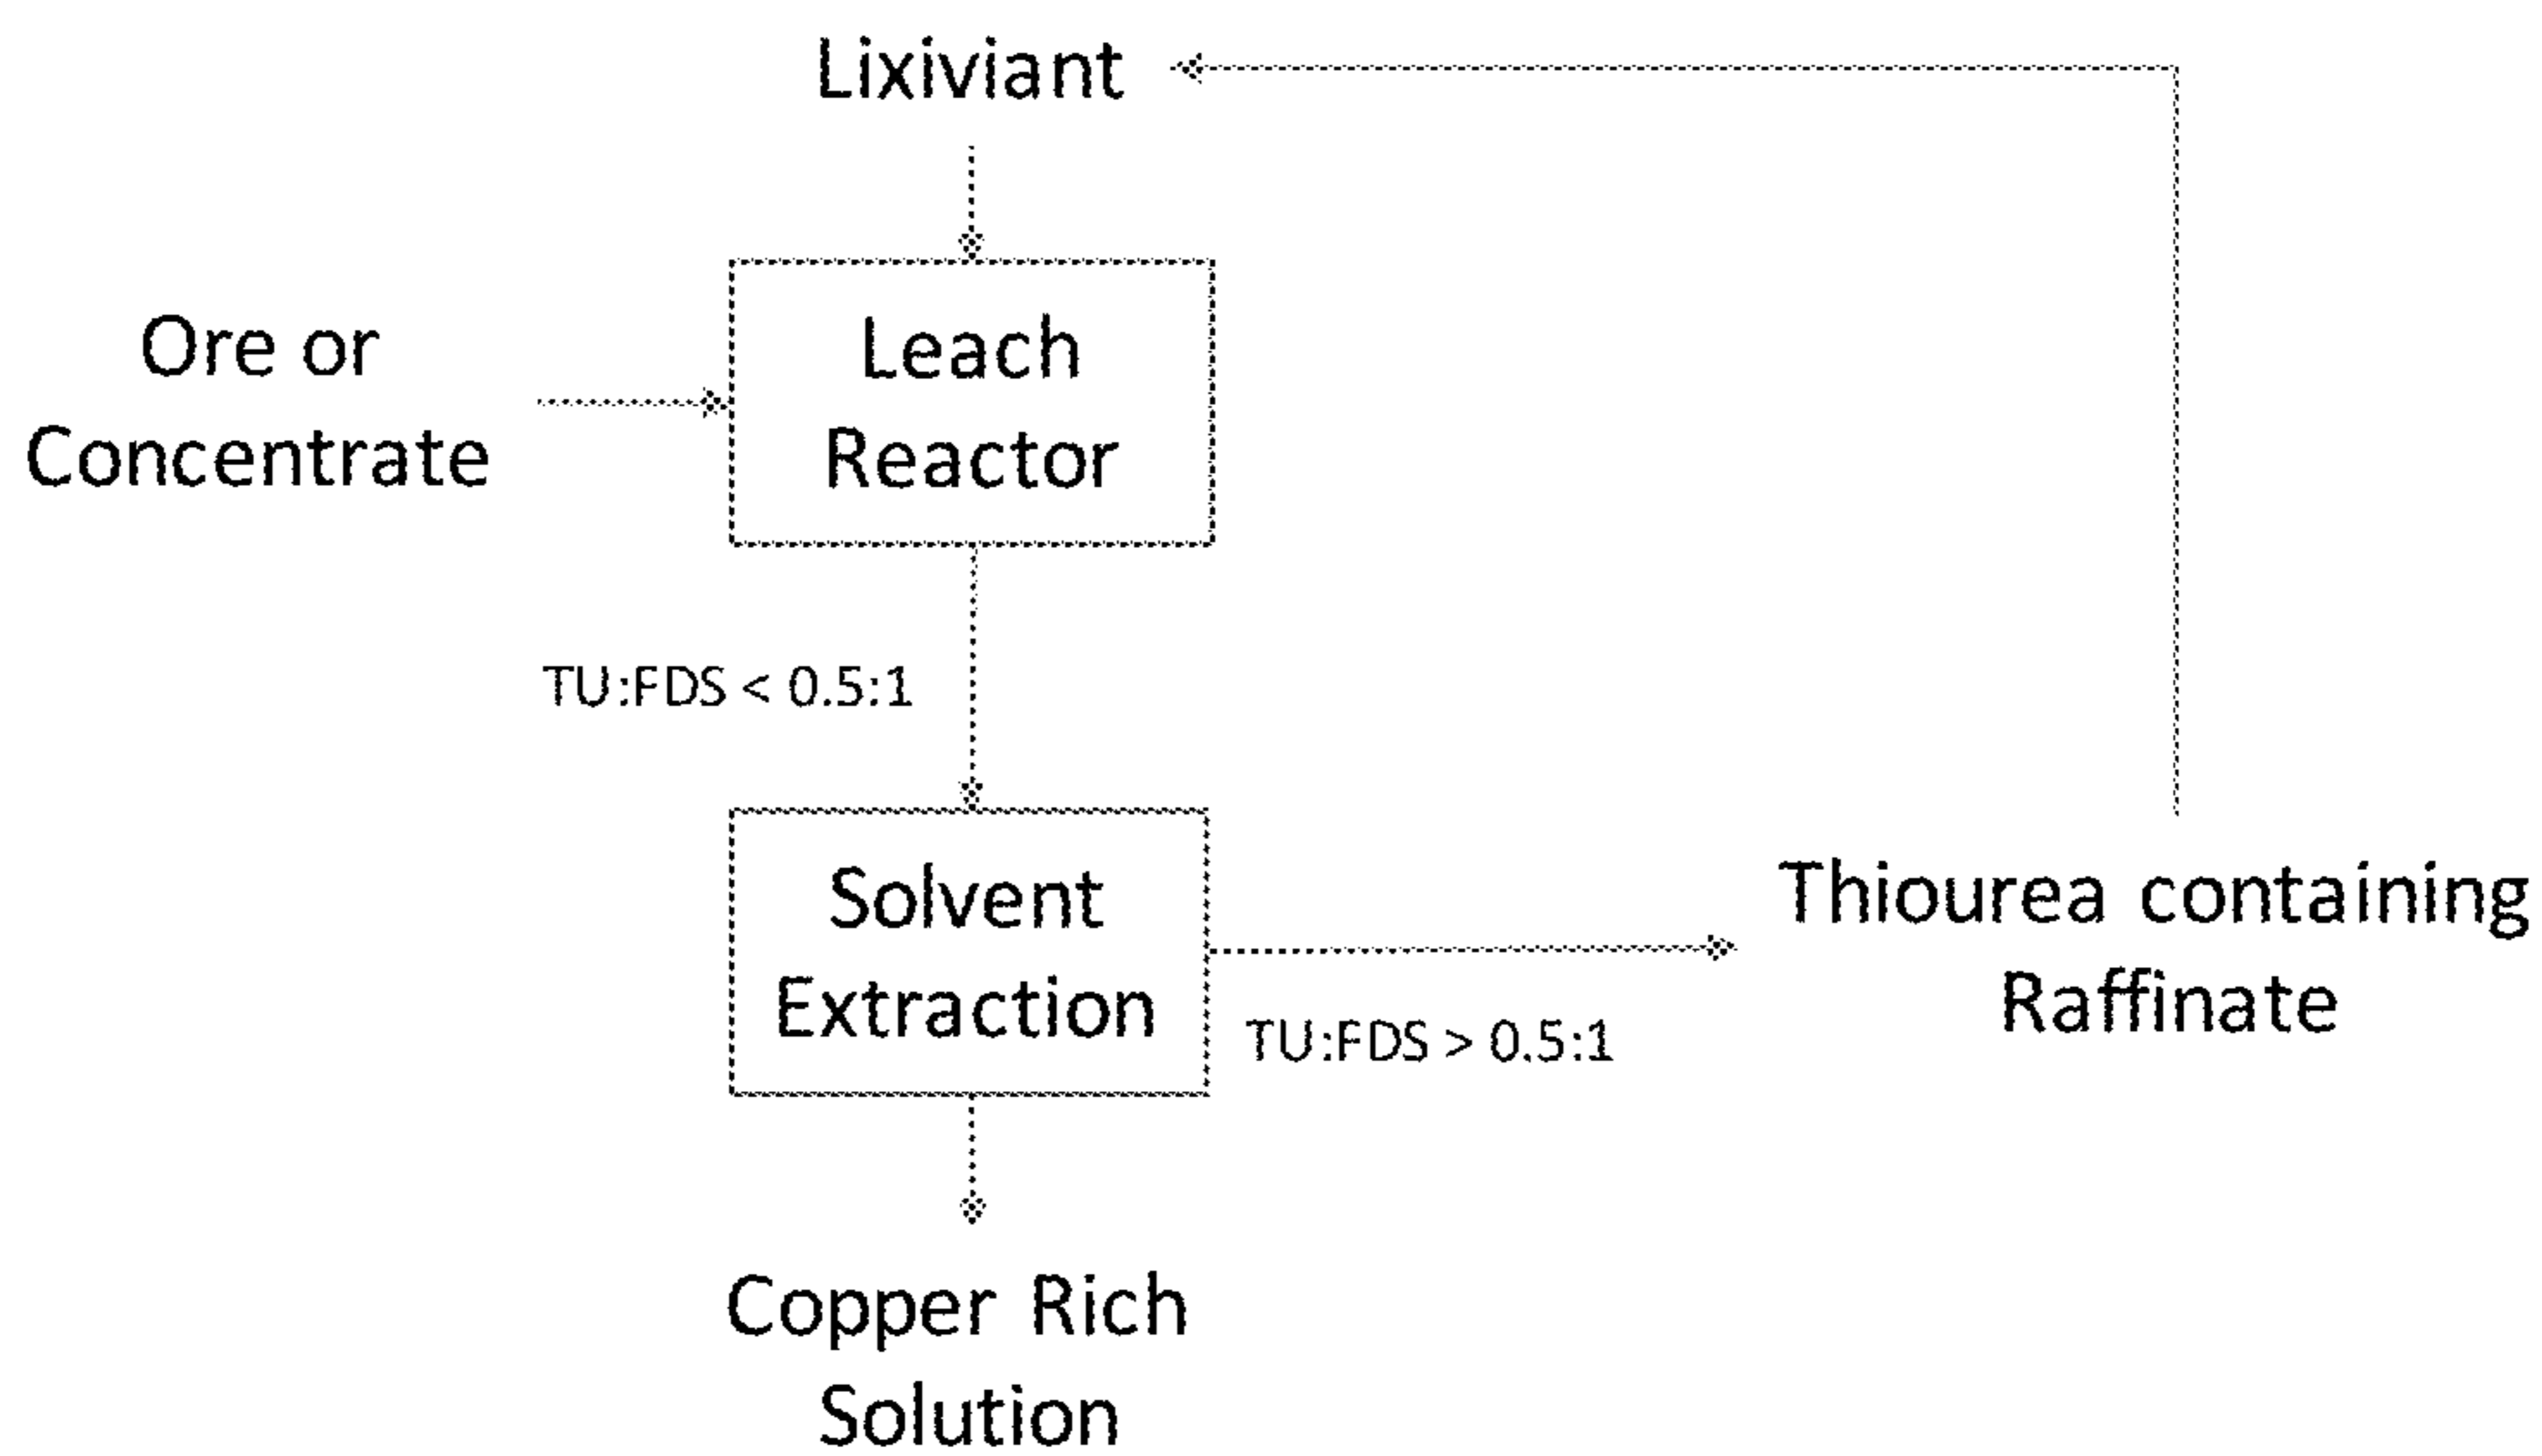 Lixiviant
Ore or
Concentrate
Leach
Reactor
TU:FDS < 0.5:1
Solvent
Extraction
TU:FDS > 0.5:1
Thiourea containing
Raffinate
Copper Rich
Solution